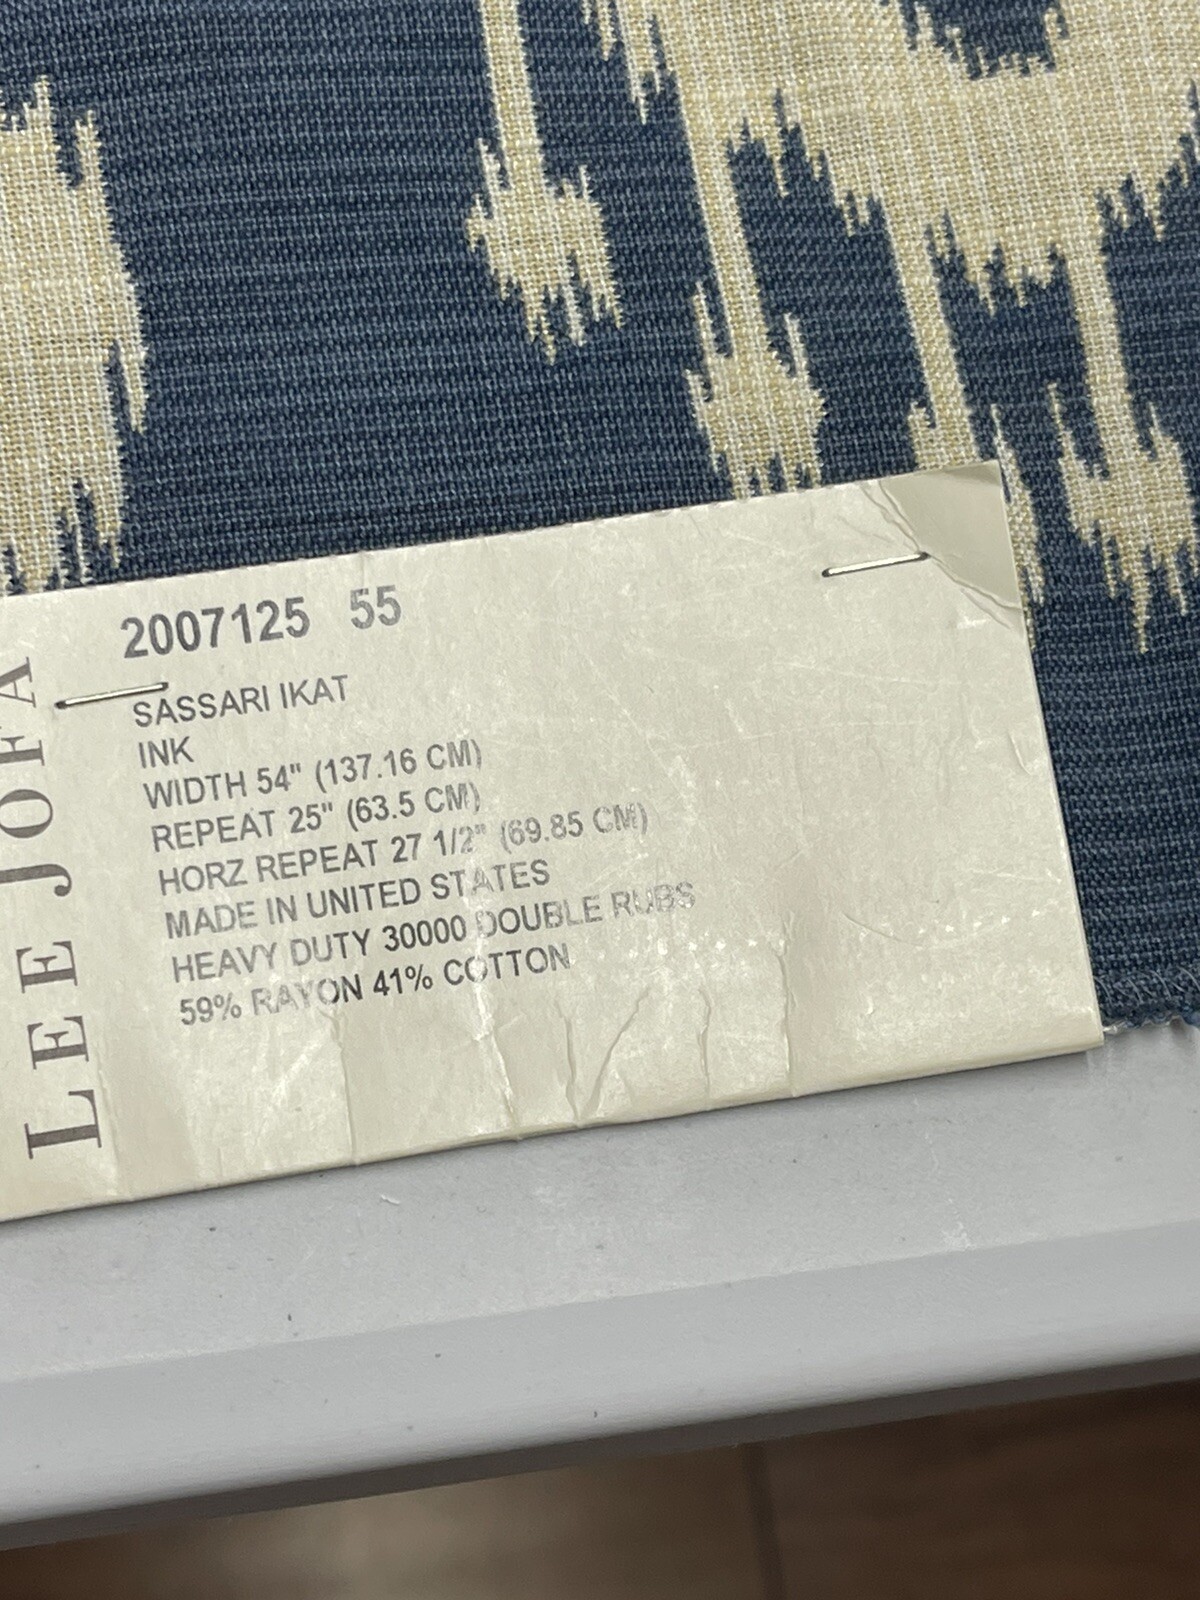 2007125 55
SASSARI IKAT
INK
WIDTH 54" (137.16 CM)
REPEAT 25" (63.5 CM)
HORZ REPEAT 27 1/2" (69.85 CM)
MADE IN UNITED STATES
HEAVY DUTY 30000 DOUBLE RUBS
59% RAYON 41% COTTON
LEE JOFA